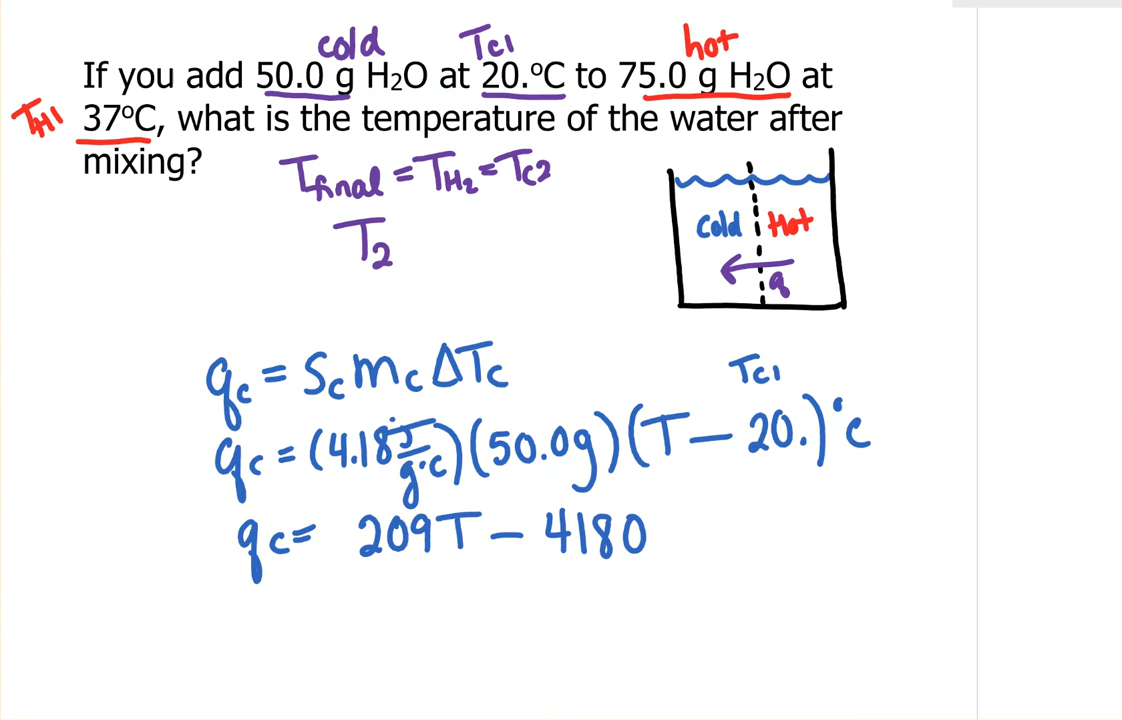 cold Tc1 hot
If you add 50.0 g H₂O at 20.°C to 75.0 g H₂O at
TH1 37°C, what is the temperature of the water after
mixing?
Tfinal = TH2 = Tc2
T2
Cold Hot
q
qc = Sc mc ΔTc
Tc1
qc = (4.18 J/g°C)(50.0g)(T – 20.)°C
qc = 209T – 4180